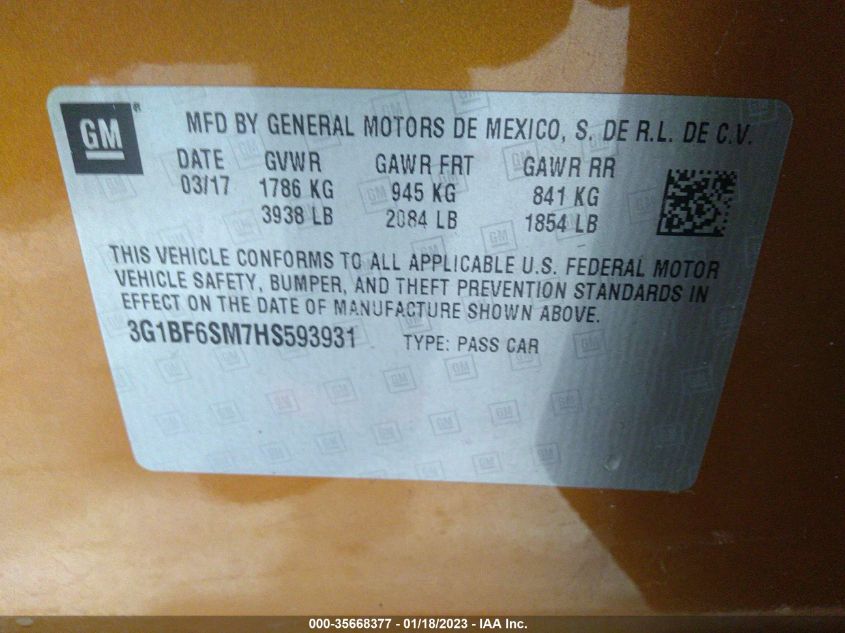 GM ®
MFD BY GENERAL MOTORS DE MEXICO, S. DE R.L. DE C.V.
DATE GVWR GAWR FRT GAWR RR
03/17 1786 KG 945 KG 841 KG
3938 LB 2084 LB 1854 LB
THIS VEHICLE CONFORMS TO ALL APPLICABLE U.S. FEDERAL MOTOR
VEHICLE SAFETY, BUMPER, AND THEFT PREVENTION STANDARDS IN
EFFECT ON THE DATE OF MANUFACTURE SHOWN ABOVE.
3G1BF6SM7HS593931 TYPE: PASS CAR
000-35668377 - 01/18/2023 - IAA Inc.